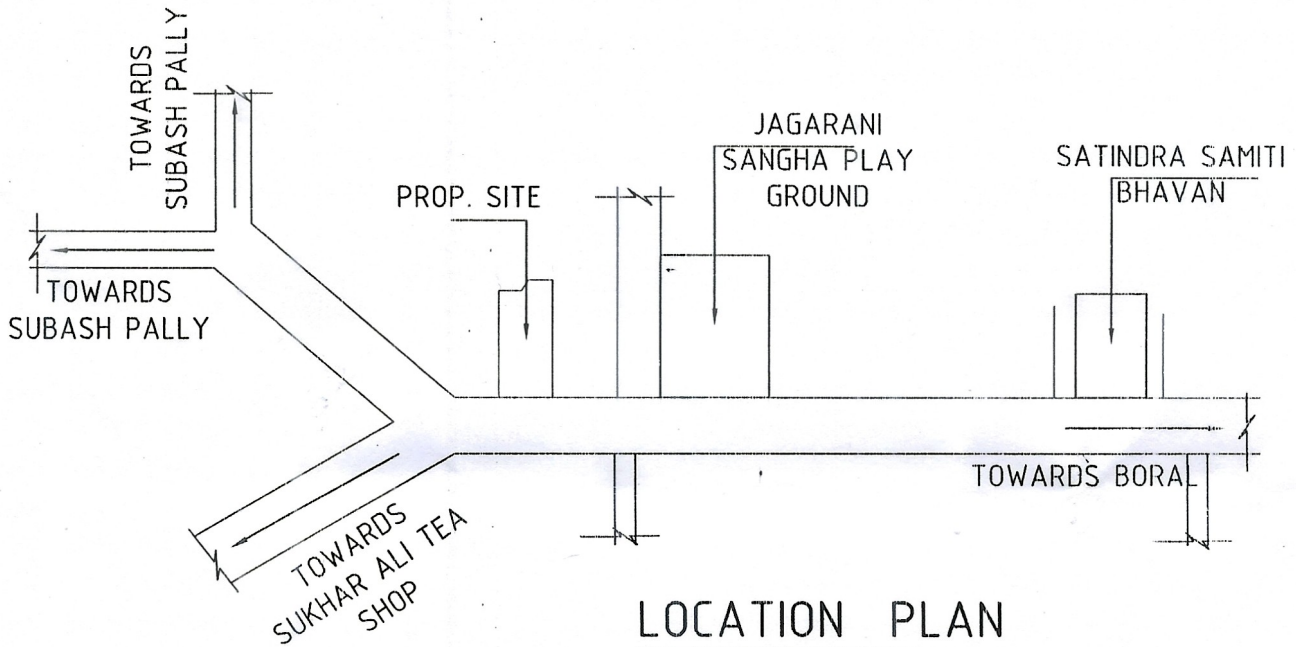 TOWARDS
SUBASH PALLY
TOWARDS
SUBASH PALLY
PROP. SITE
JAGARANI
SANGHA PLAY
GROUND
SATINDRA SAMITI
BHAVAN
TOWARDS BORAL
TOWARDS
SUKHAR ALI TEA
SHOP
LOCATION PLAN